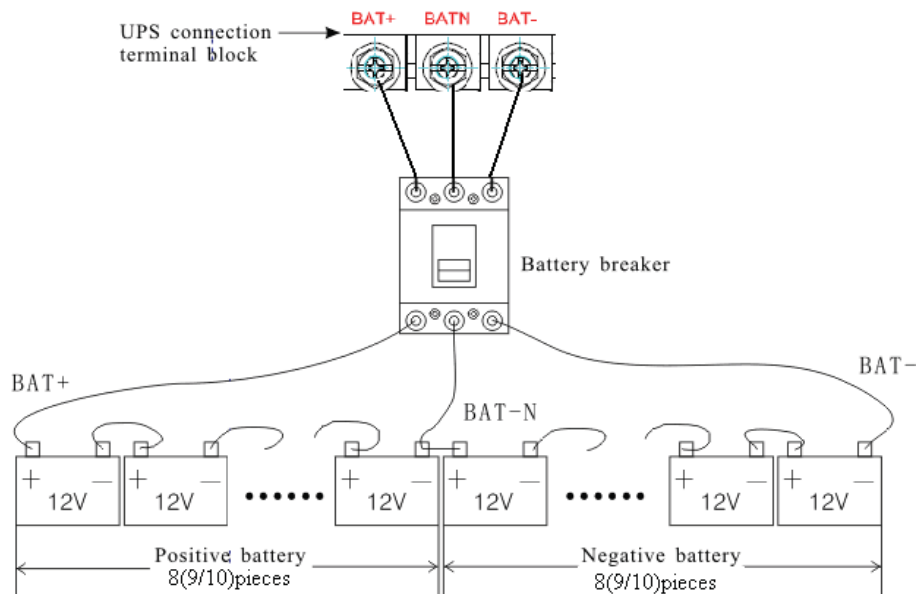 UPS connection
terminal block
BAT+ BATN BAT-
Battery breaker
BAT+
BAT-
BAT-N
+ - + - + - + - + - + -
12V 12V 12V 12V 12V 12V
Positive battery
8(9/10)pieces
Negative battery
8(9/10)pieces